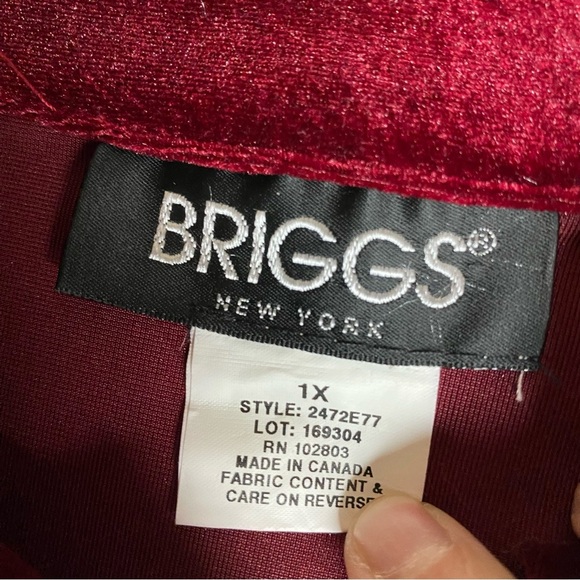 BRIGGS®
NEW YORK
1X
STYLE: 2472E77
LOT: 169304
RN 102803
MADE IN CANADA
FABRIC CONTENT &
CARE ON REVERSE